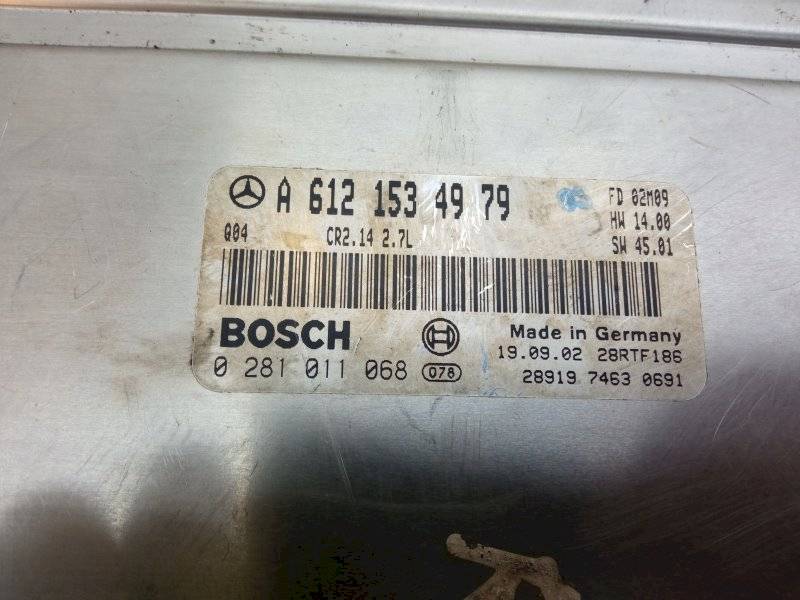 A 612 153 49 79
FD 02M09
HW 14.00
Q04 CR2.14 2.7L
SW 45.01
BOSCH
Made in Germany
19.09.02 28RTF186
0 281 011 068 078
28919 7463 0691